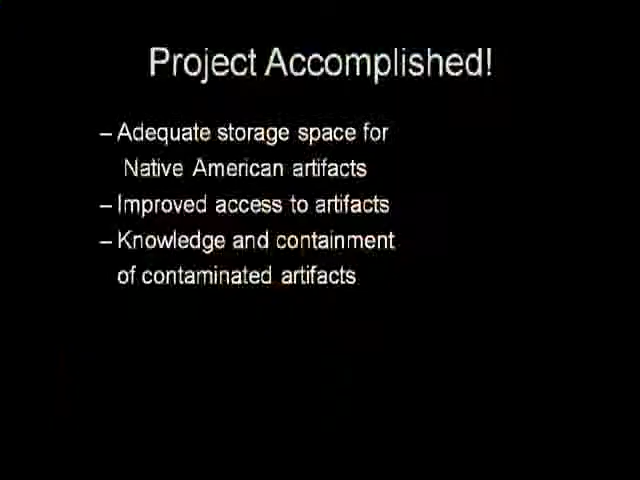 Project Accomplished!
– Adequate storage space for
Native American artifacts
– Improved access to artifacts
– Knowledge and containment
of contaminated artifacts